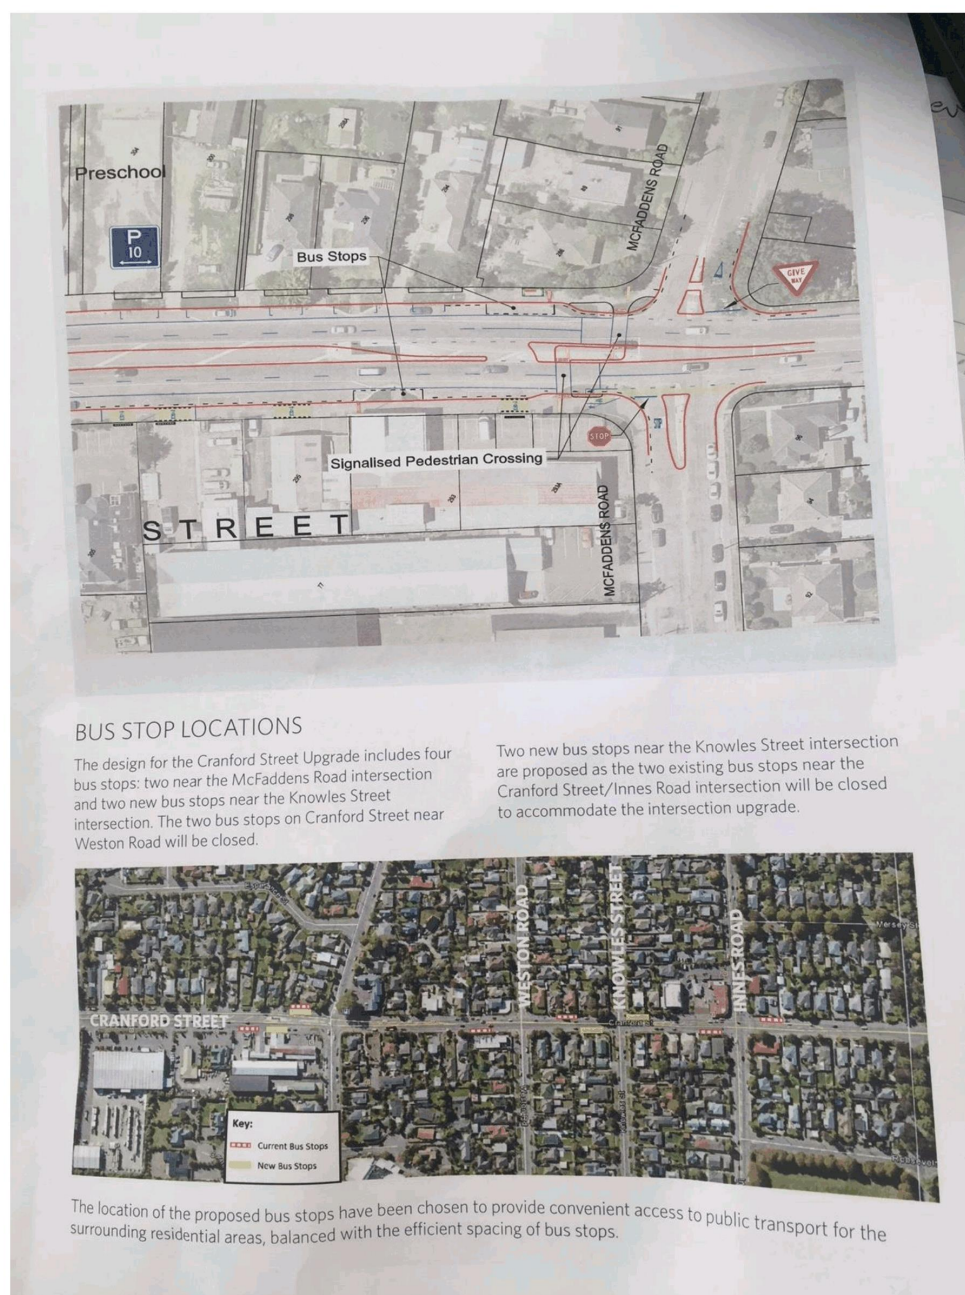 Preschool
P
10
Bus Stops
MCFADDENS ROAD
GIVE
WAY
STOP
Signalised Pedestrian Crossing
STREET
MCFADDENS ROAD
BUS STOP LOCATIONS
The design for the Cranford Street Upgrade includes four
bus stops: two near the McFaddens Road intersection
and two new bus stops near the Knowles Street
intersection. The two bus stops on Cranford Street near
Weston Road will be closed.
Two new bus stops near the Knowles Street intersection
are proposed as the two existing bus stops near the
Cranford Street/Innes Road intersection will be closed
to accommodate the intersection upgrade.
WESTON ROAD
KNOWLES STREET
INNES ROAD
CRANFORD STREET
Key:
Current Bus Stops
New Bus Stops
The location of the proposed bus stops have been chosen to provide convenient access to public transport for the
surrounding residential areas, balanced with the efficient spacing of bus stops.